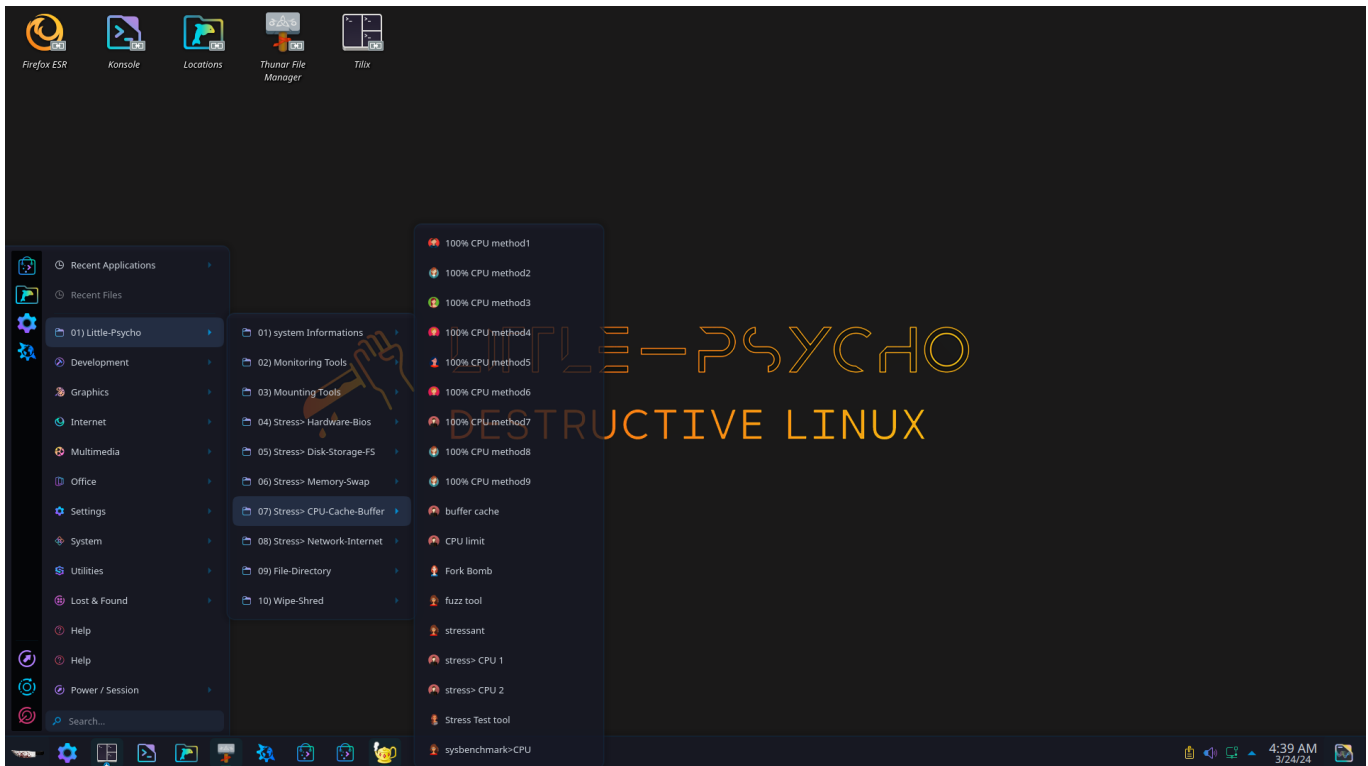 Firefox ESR
Konsole
Locations
Thunar File
Manager
Tilix
Recent Applications
Recent Files
01) Little-Psycho
Development
Graphics
Internet
Multimedia
Office
Settings
System
Utilities
Lost & Found
Help
Help
Power / Session
Search...
01) system Informations
02) Monitoring Tools
03) Mounting Tools
04) Stress> Hardware-Bios
05) Stress> Disk-Storage-FS
06) Stress> Memory-Swap
07) Stress> CPU-Cache-Buffer
08) Stress> Network-Internet
09) File-Directory
10) Wipe-Shred
100% CPU method1
100% CPU method2
100% CPU method3
100% CPU method4
100% CPU method5
100% CPU method6
100% CPU method7
100% CPU method8
100% CPU method9
buffer cache
CPU limit
Fork Bomb
fuzz tool
stressant
stress> CPU 1
stress> CPU 2
Stress Test tool
sysbenchmark>CPU
LITTLE-PSYCHO
DESTRUCTIVE LINUX
4:39 AM
3/24/24